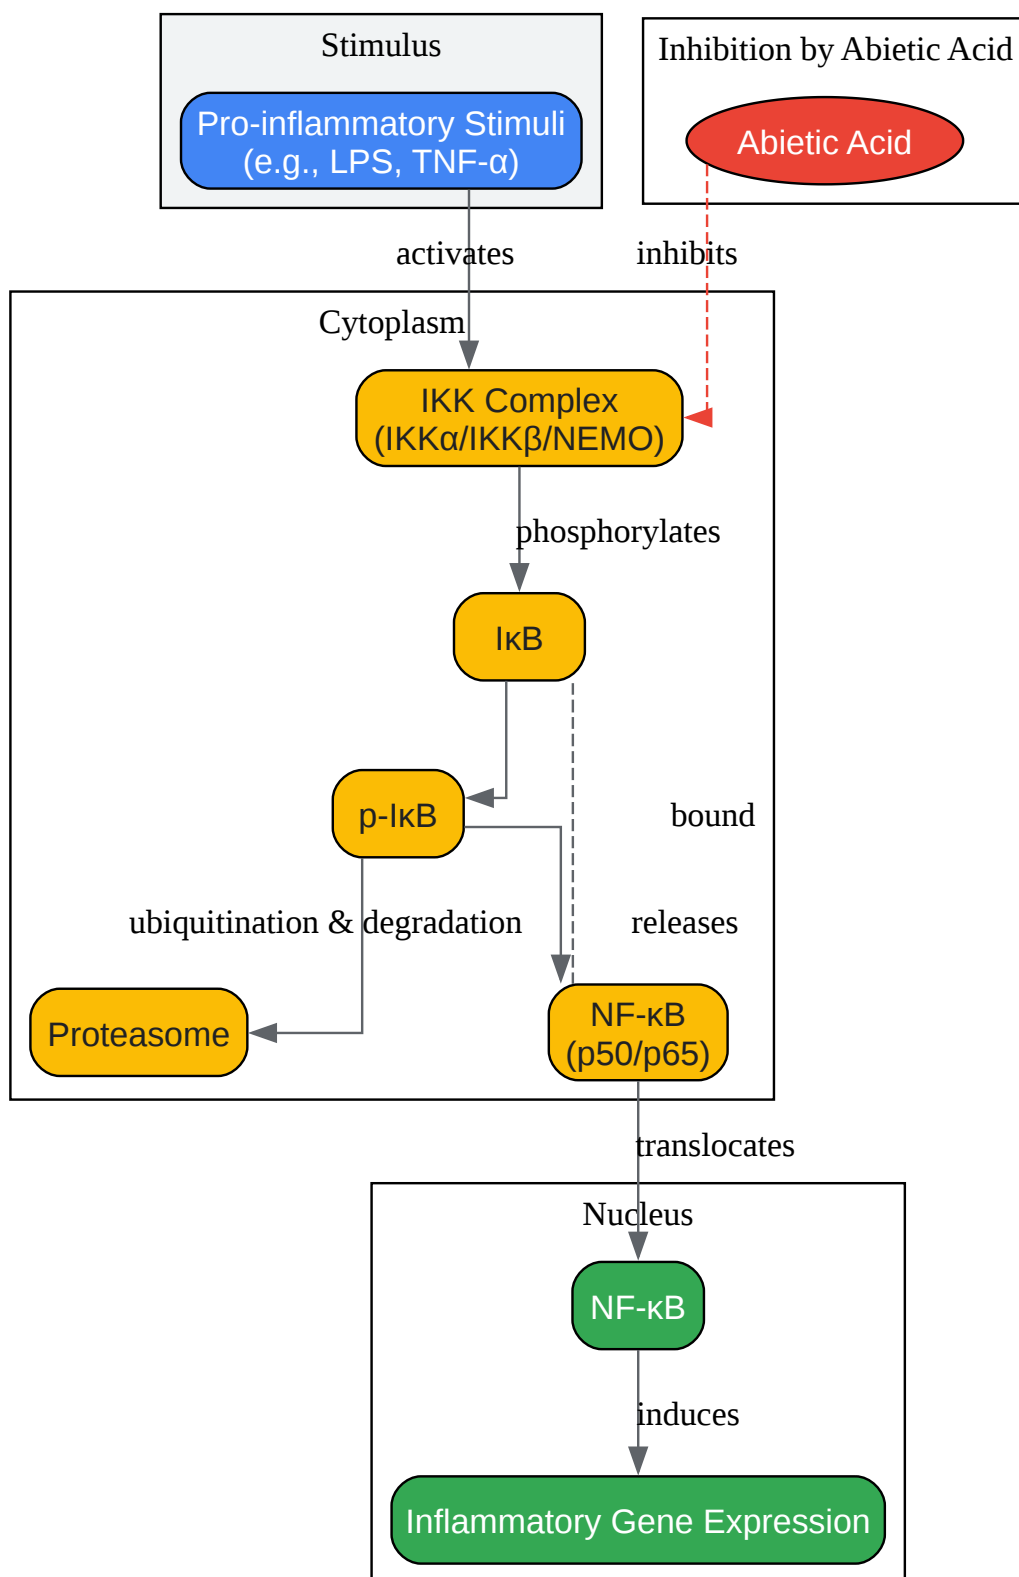 Stimulus
Inhibition by Abietic Acid
Pro-inflammatory Stimuli
(e.g., LPS, TNF-α)
Abietic Acid
activates
inhibits
Cytoplasm
IKK Complex
(IKKα/IKKβ/NEMO)
phosphorylates
IκB
p-IκB
bound
ubiquitination & degradation
releases
Proteasome
NF-κB
(p50/p65)
translocates
Nucleus
NF-κB
induces
Inflammatory Gene Expression